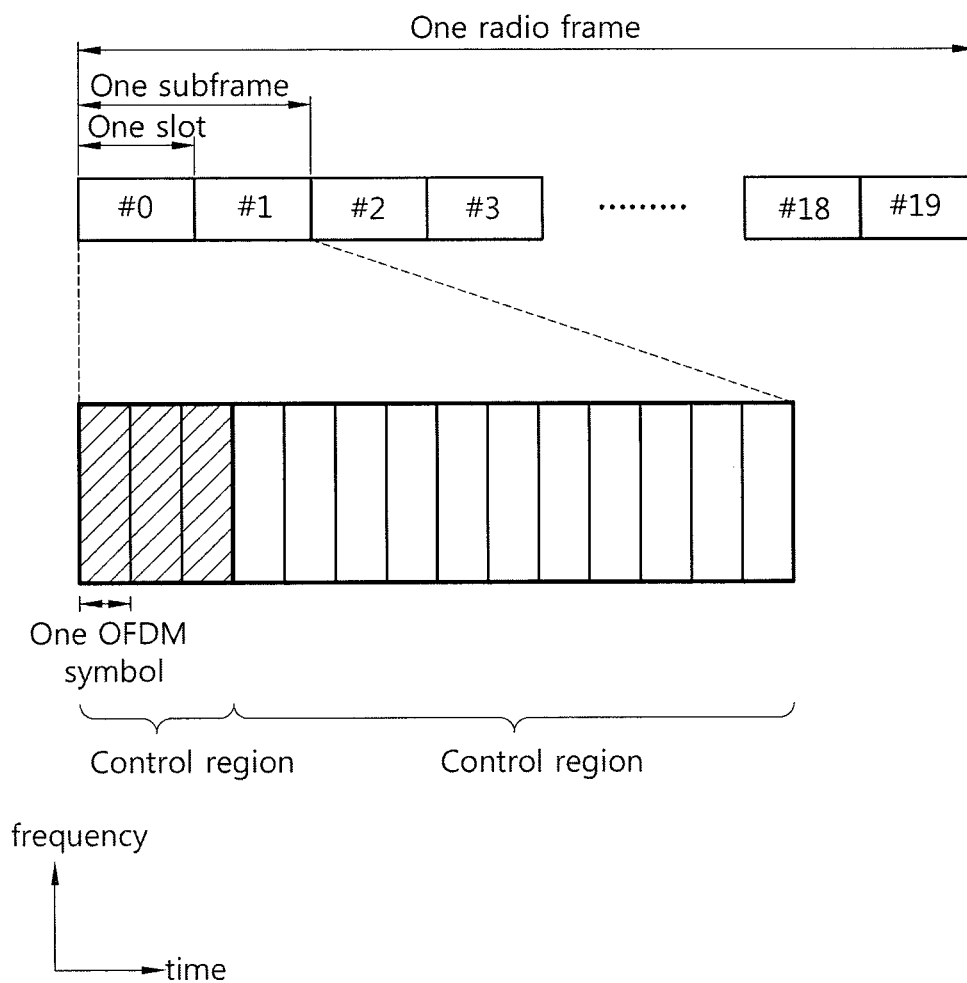 One radio frame
One subframe
One slot
#0 #1 #2 #3 ......... #18 #19
One OFDM
symbol
Control region Control region
frequency
time